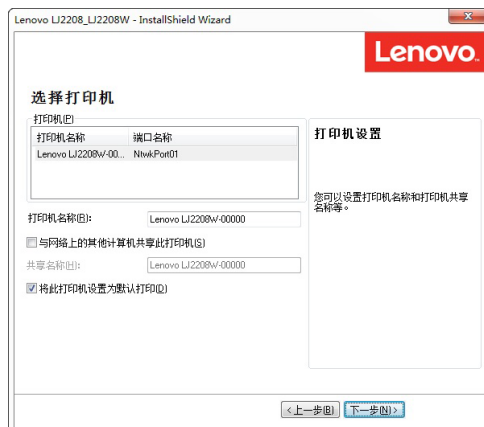 Lenovo LJ2208_LJ2208W - InstallShield Wizard
Lenovo
选择打印机
打印机(P)
打印机名称 端口名称
Lenovo LJ2208W-00... NtwkPort01
打印机设置
您可以设置打印机名称和打印机共享
名称等。
打印机名称(R): Lenovo LJ2208W-00000
与网络上的其他计算机共享此打印机(S)
共享名称(H): Lenovo LJ2208W-00000
将此打印机设置为默认打印(D)
<上一步(B) 下一步(N)>